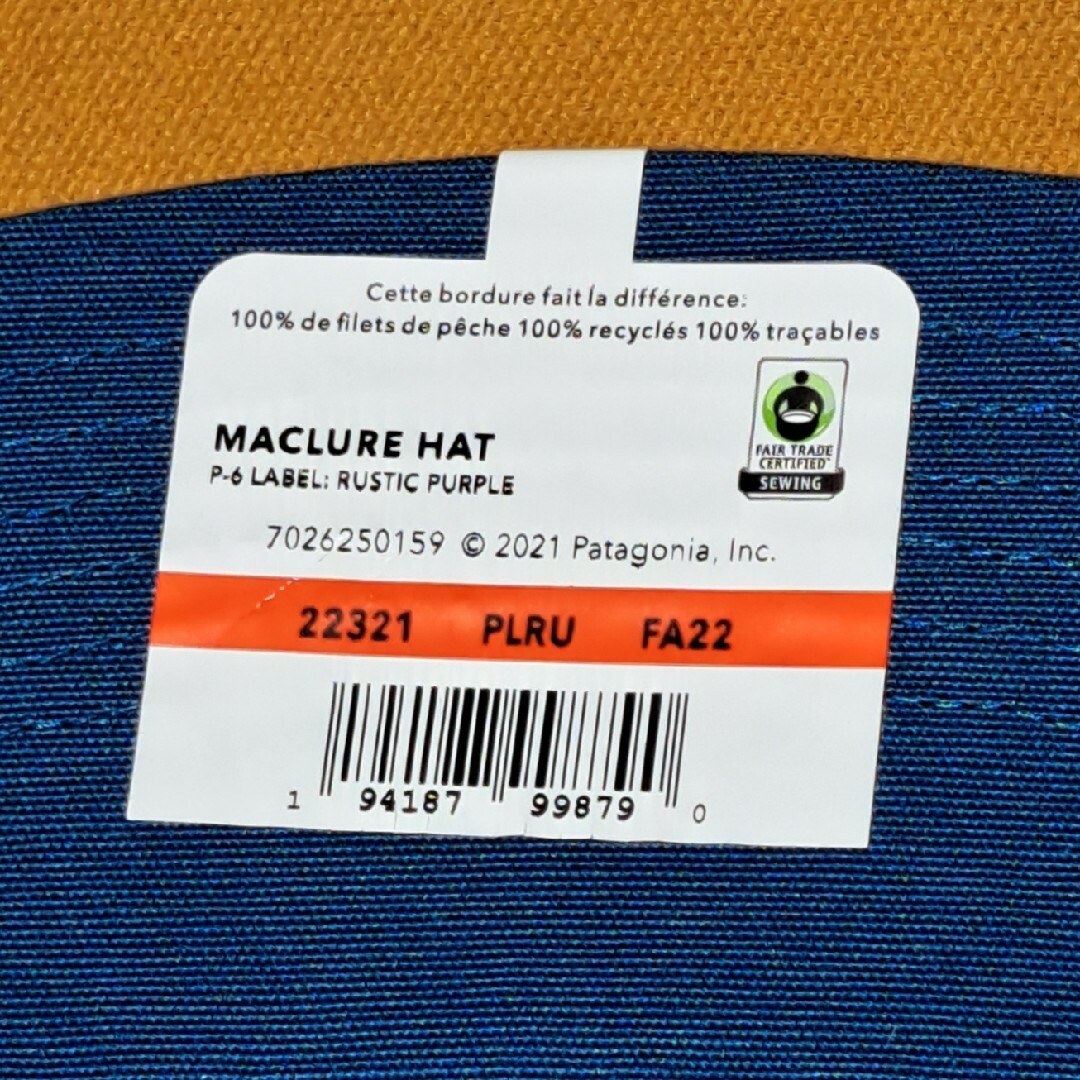 Cette bordure fait la différence:
100% de filets de pêche 100% recyclés 100% traçables
MACLURE HAT
P-6 LABEL: RUSTIC PURPLE
FAIR TRADE
CERTIFIED™
SEWING
7026250159 © 2021 Patagonia, Inc.
22321 PLRU FA22
1 94187 99879 0